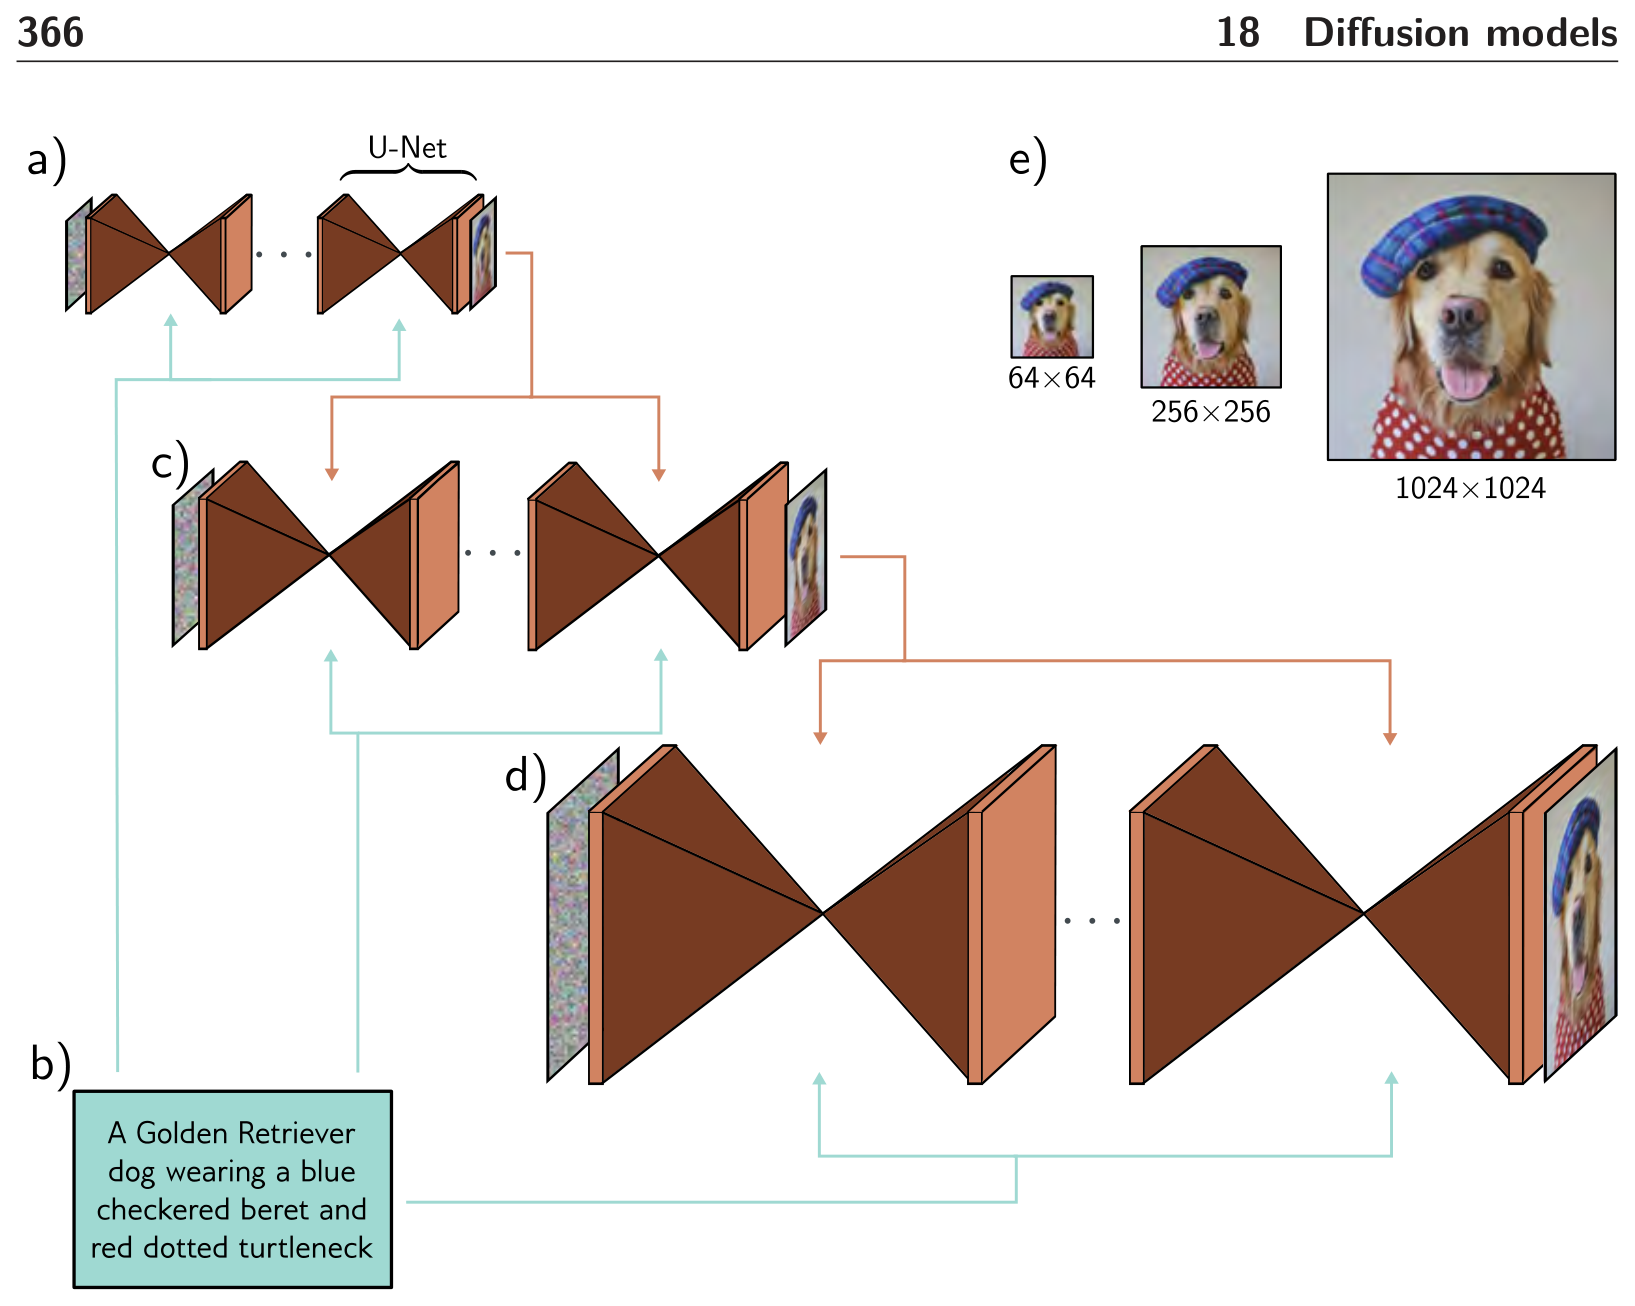 366
18 Diffusion models
a)
U-Net
e)
64×64
256×256
1024×1024
c)
d)
b)
A Golden Retriever
dog wearing a blue
checkered beret and
red dotted turtleneck